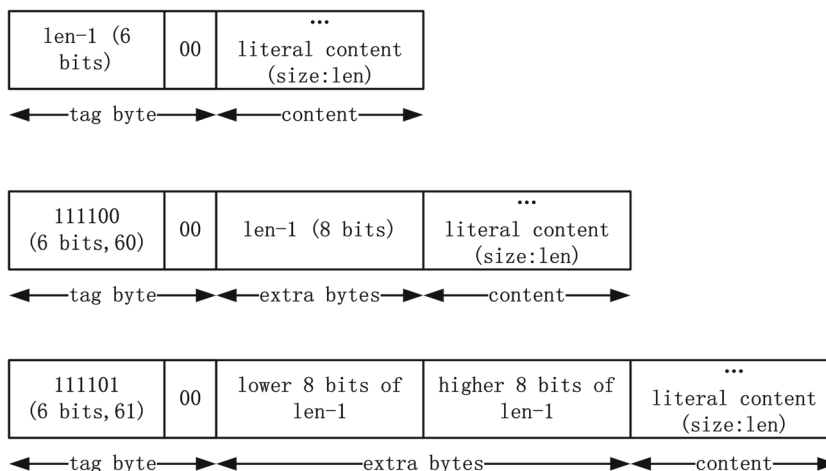 len-1 (6
bits)
00
...
literal content
(size:len)
tag byte
content
111100
(6 bits,60)
00
len-1 (8 bits)
...
literal content
(size:len)
tag byte
extra bytes
content
111101
(6 bits,61)
00
lower 8 bits of
len-1
higher 8 bits of
len-1
...
literal content
(size:len)
tag byte
extra bytes
content